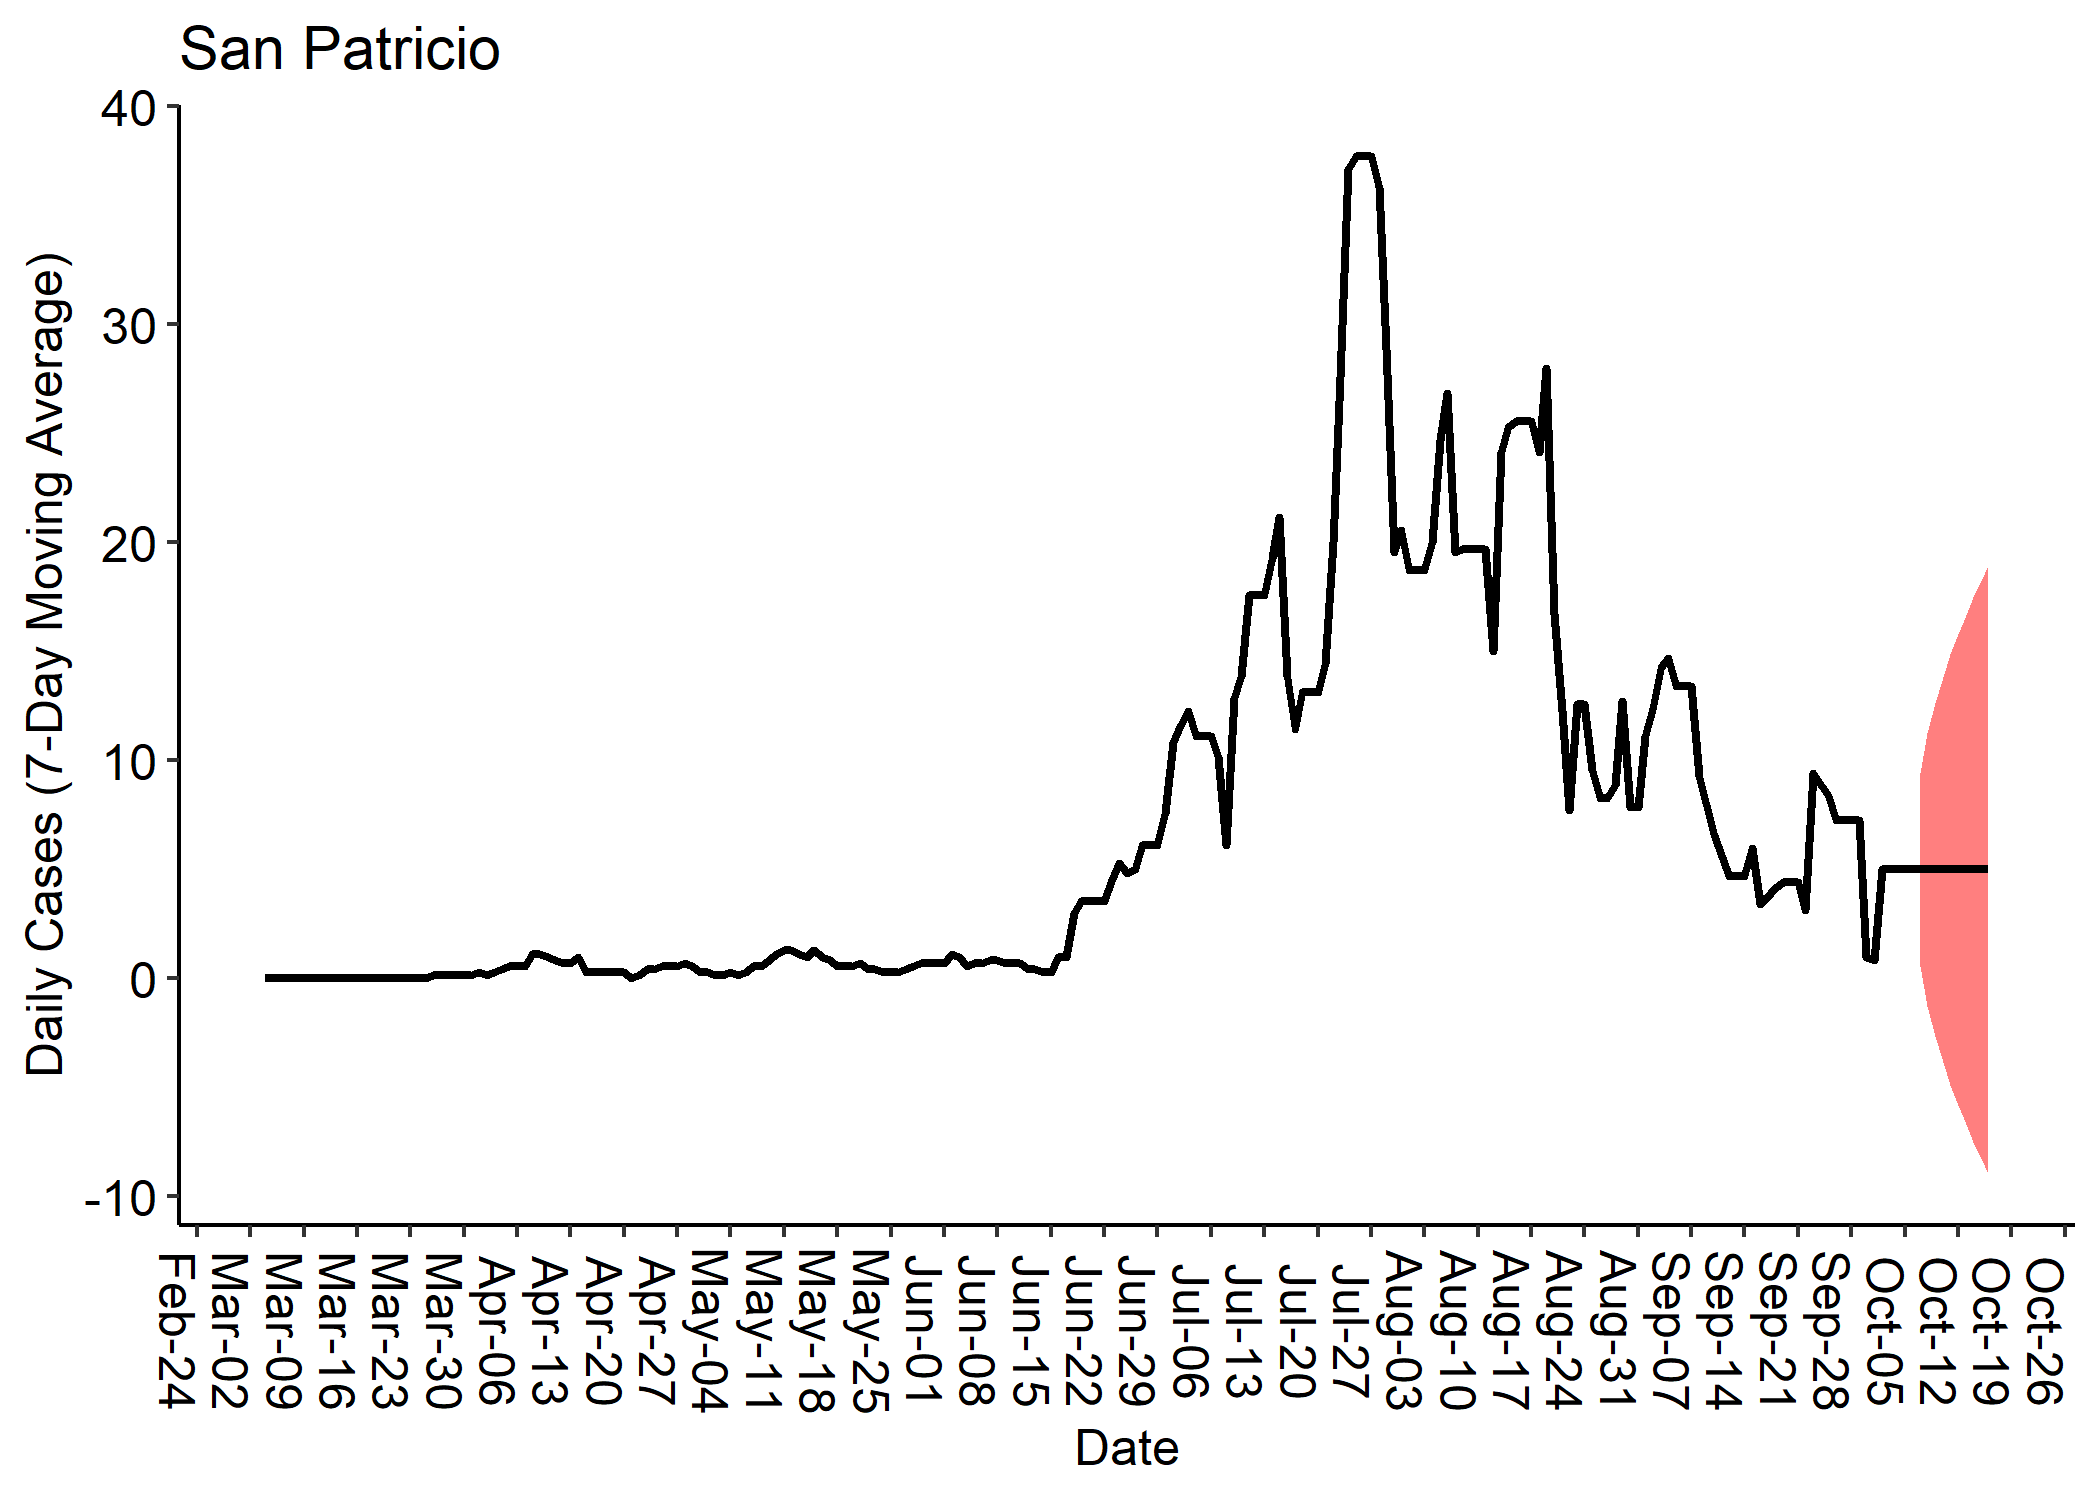 San Patricio
40
30
20
10
0
-10
Daily Cases (7-Day Moving Average)
Feb-24
Mar-02
Mar-09
Mar-16
Mar-23
Mar-30
Apr-06
Apr-13
Apr-20
Apr-27
May-04
May-11
May-18
May-25
Jun-01
Jun-08
Jun-15
Jun-22
Jun-29
Jul-06
Jul-13
Jul-20
Jul-27
Aug-03
Aug-10
Aug-17
Aug-24
Aug-31
Sep-07
Sep-14
Sep-21
Sep-28
Oct-05
Oct-12
Oct-19
Oct-26
Date